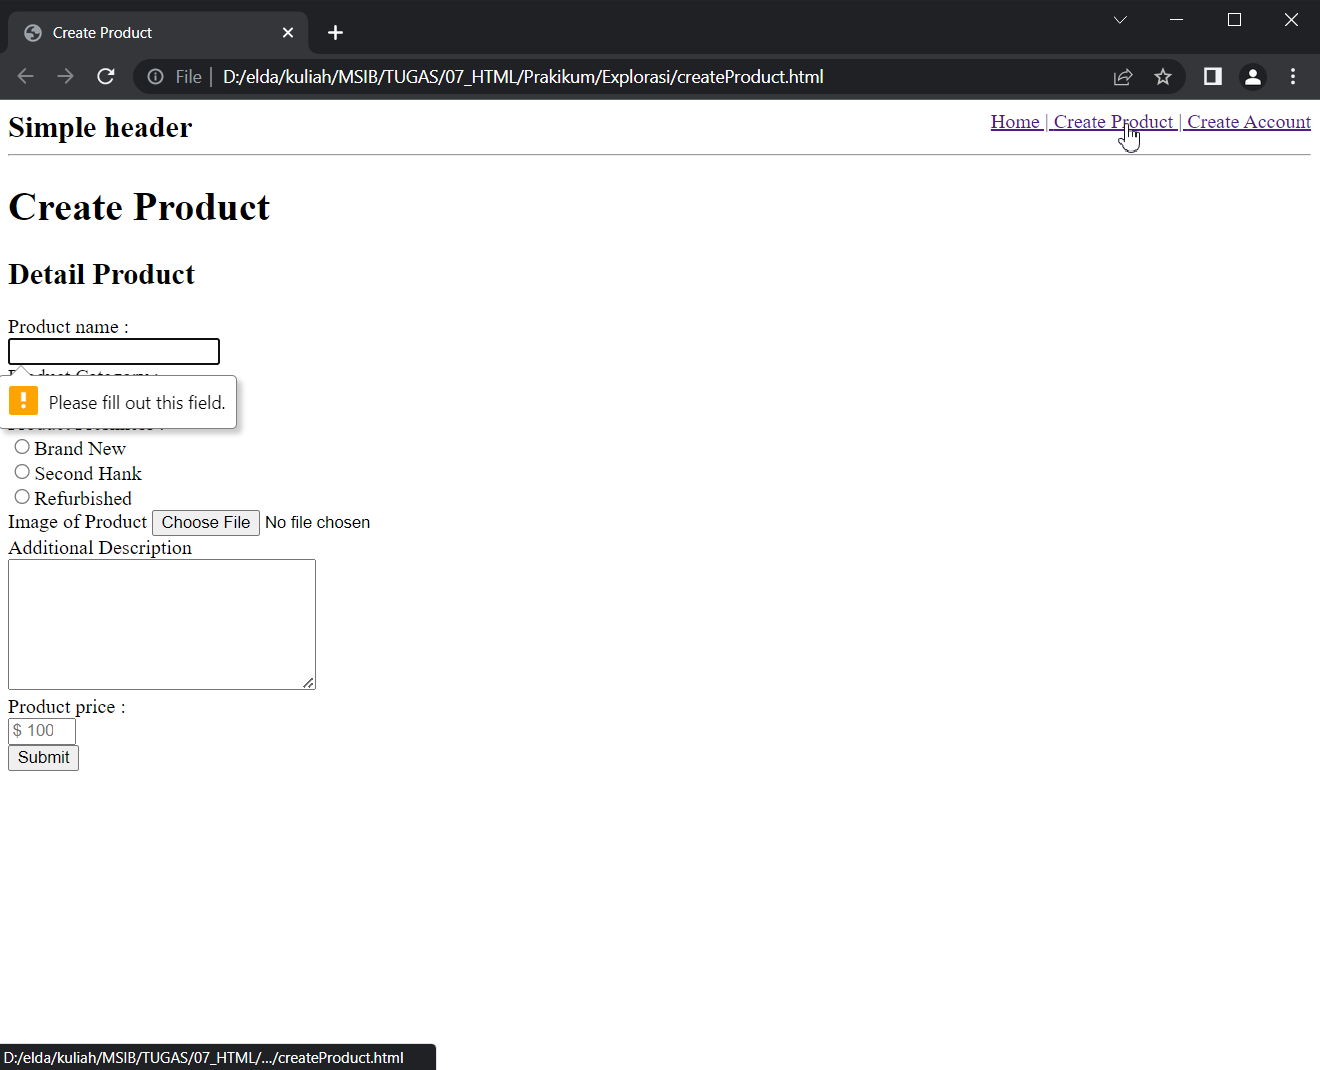 Create Product
File | D:/elda/kuliah/MSIB/TUGAS/07_HTML/Prakikum/Explorasi/createProduct.html
Simple header
Home | Create Product | Create Account
Create Product
Detail Product
Product name :
Please fill out this field.
Brand New
Second Hank
Refurbished
Image of Product Choose File No file chosen
Additional Description
Product price :
$ 100
Submit
D:/elda/kuliah/MSIB/TUGAS/07_HTML/.../createProduct.html